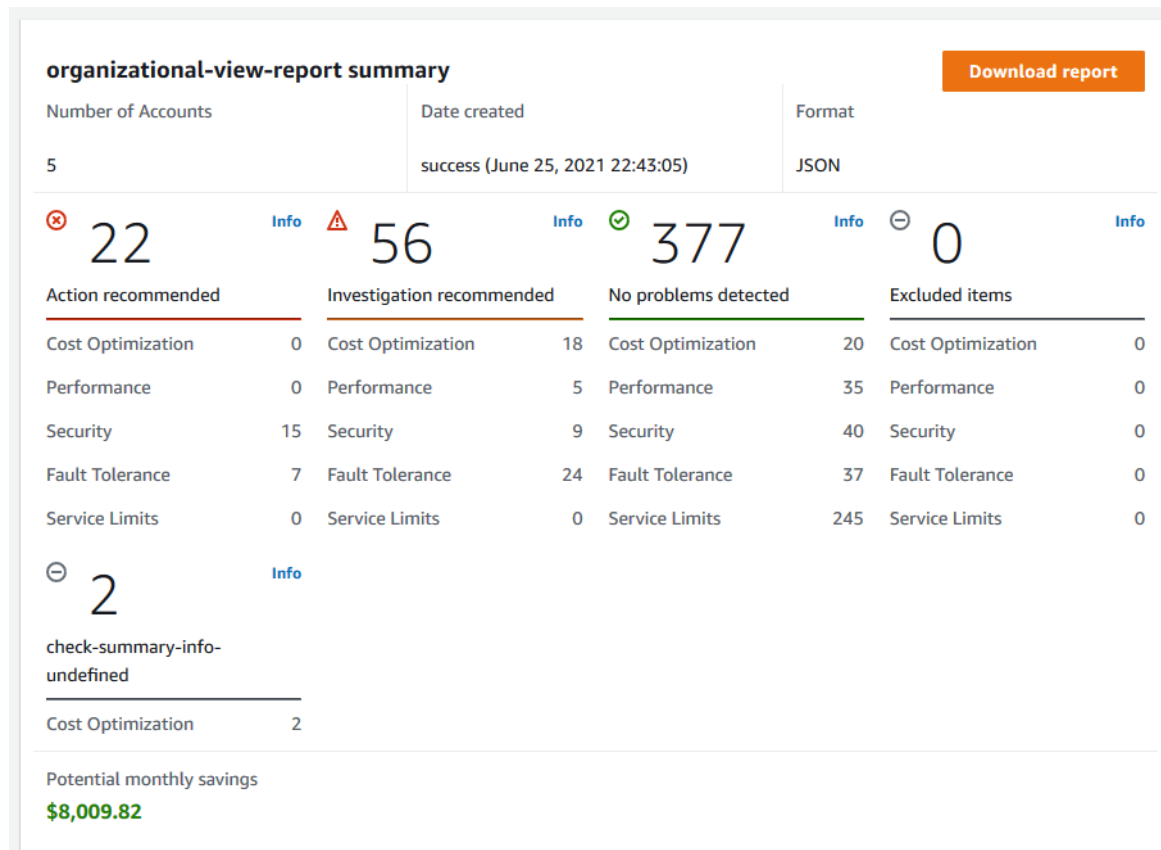 organizational-view-report summary
Download report
Number of Accounts
Date created
Format
5
success (June 25, 2021 22:43:05)
JSON
22
Info
Action recommended
Cost Optimization 0
Performance 0
Security 15
Fault Tolerance 7
Service Limits 0
56
Info
Investigation recommended
Cost Optimization 18
Performance 5
Security 9
Fault Tolerance 24
Service Limits 0
377
Info
No problems detected
Cost Optimization 20
Performance 35
Security 40
Fault Tolerance 37
Service Limits 245
0
Info
Excluded items
Cost Optimization 0
Performance 0
Security 0
Fault Tolerance 0
Service Limits 0
2
Info
check-summary-info-
undefined
Cost Optimization 2
Potential monthly savings
$8,009.82